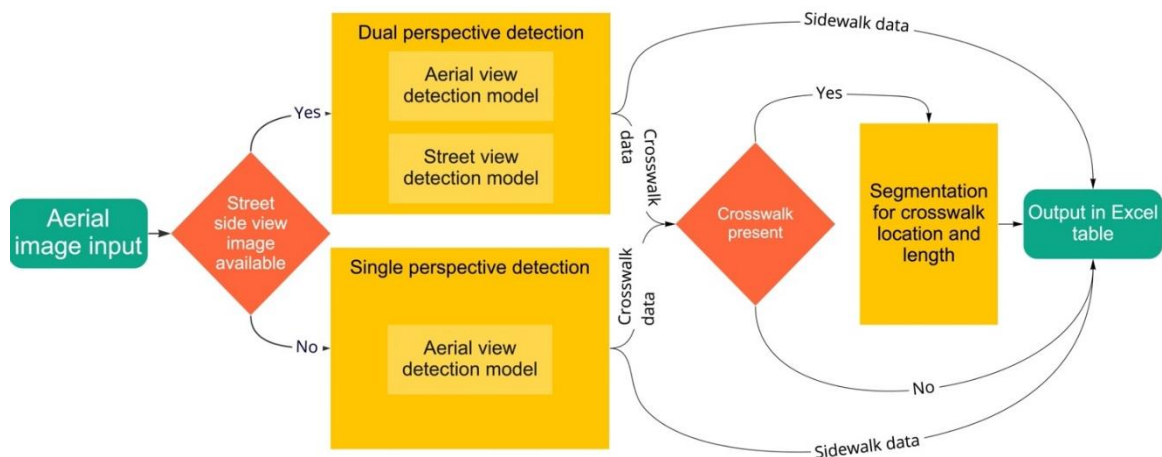 Aerial
image input
Street
side view
image
available
Yes
No
Dual perspective detection
Aerial view
detection model
Street view
detection model
Single perspective detection
Aerial view
detection model
Sidewalk data
Crosswalk
data
Crosswalk
data
Sidewalk data
Crosswalk
present
Yes
No
Segmentation
for crosswalk
location and
length
Output in Excel
table